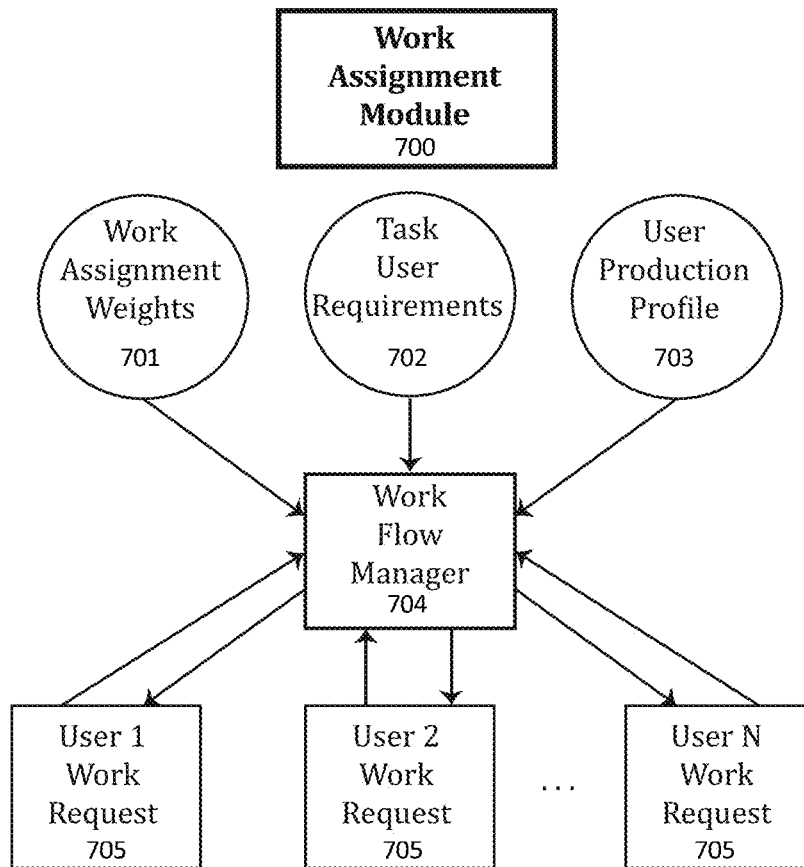 Work
Assignment
Module
700
Work
Assignment
Weights
701
Task
User
Requirements
702
User
Production
Profile
703
Work
Flow
Manager
704
User 1
Work
Request
705
User 2
Work
Request
705
...
User N
Work
Request
705